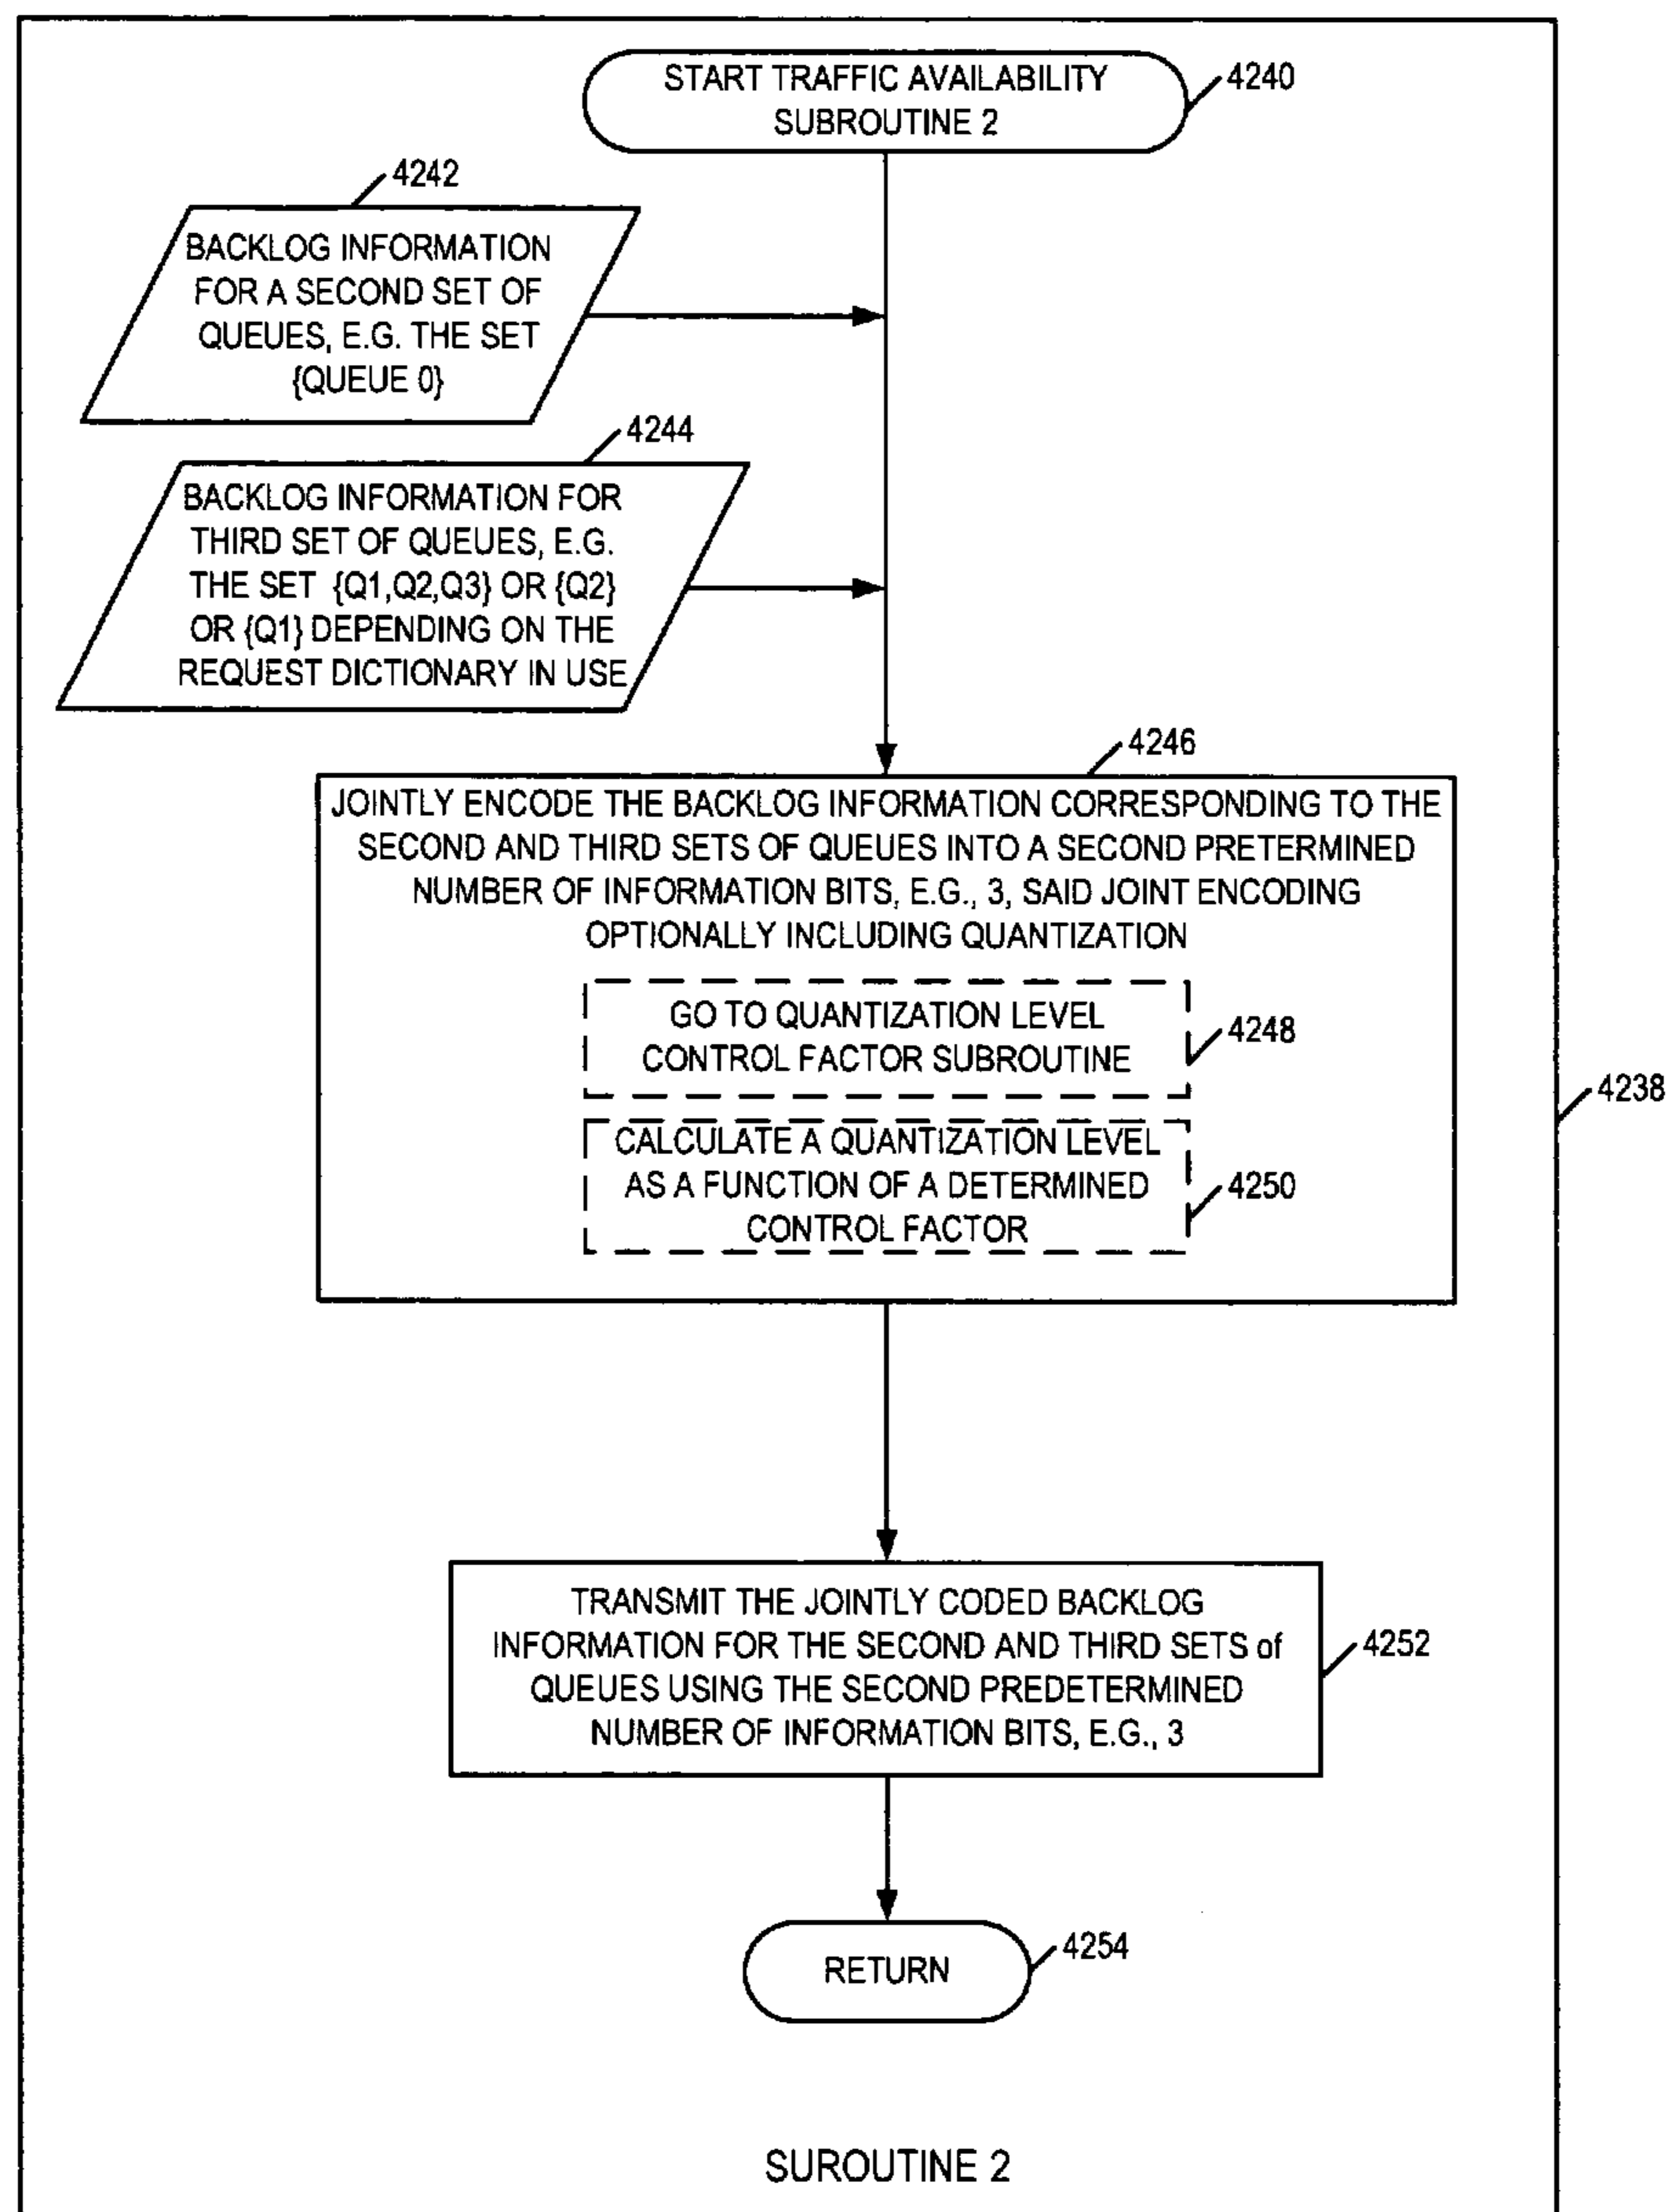 START TRAFFIC AVAILABILITY
SUBROUTINE 2
4240
4242
BACKLOG INFORMATION
FOR A SECOND SET OF
QUEUES, E.G. THE SET
{QUEUE 0}
4244
BACKLOG INFORMATION FOR
THIRD SET OF QUEUES, E.G.
THE SET {Q1,Q2,Q3} OR {Q2}
OR {Q1} DEPENDING ON THE
REQUEST DICTIONARY IN USE
4246
JOINTLY ENCODE THE BACKLOG INFORMATION CORRESPONDING TO THE
SECOND AND THIRD SETS OF QUEUES INTO A SECOND PRETERMINED
NUMBER OF INFORMATION BITS, E.G., 3, SAID JOINT ENCODING
OPTIONALLY INCLUDING QUANTIZATION
GO TO QUANTIZATION LEVEL
CONTROL FACTOR SUBROUTINE
4248
CALCULATE A QUANTIZATION LEVEL
AS A FUNCTION OF A DETERMINED
CONTROL FACTOR
4250
4238
TRANSMIT THE JOINTLY CODED BACKLOG
INFORMATION FOR THE SECOND AND THIRD SETS of
QUEUES USING THE SECOND PREDETERMINED
NUMBER OF INFORMATION BITS, E.G., 3
4252
RETURN
4254
SUROUTINE 2